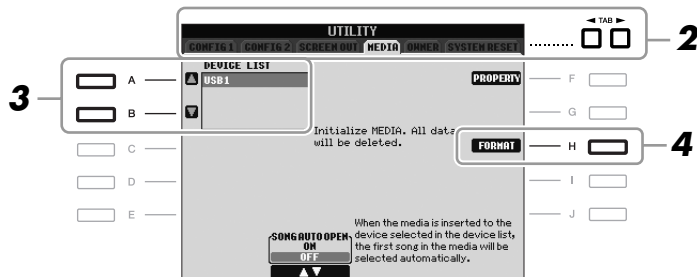 ◄ TAB ►
2
UTILITY
CONFIG 1 CONFIG 2 SCREEN OUT MEDIA OWNER SYSTEM RESET
DEVICE LIST
3
A
USB1
PROPERTY
F
B
G
Initialize MEDIA. All data
will be deleted.
C
FORMAT
H
4
D
I
E
J
SONG AUTO OPEN
ON
OFF
When the media is inserted to the
device selected in the device list,
the first song in the media will be
selected automatically.